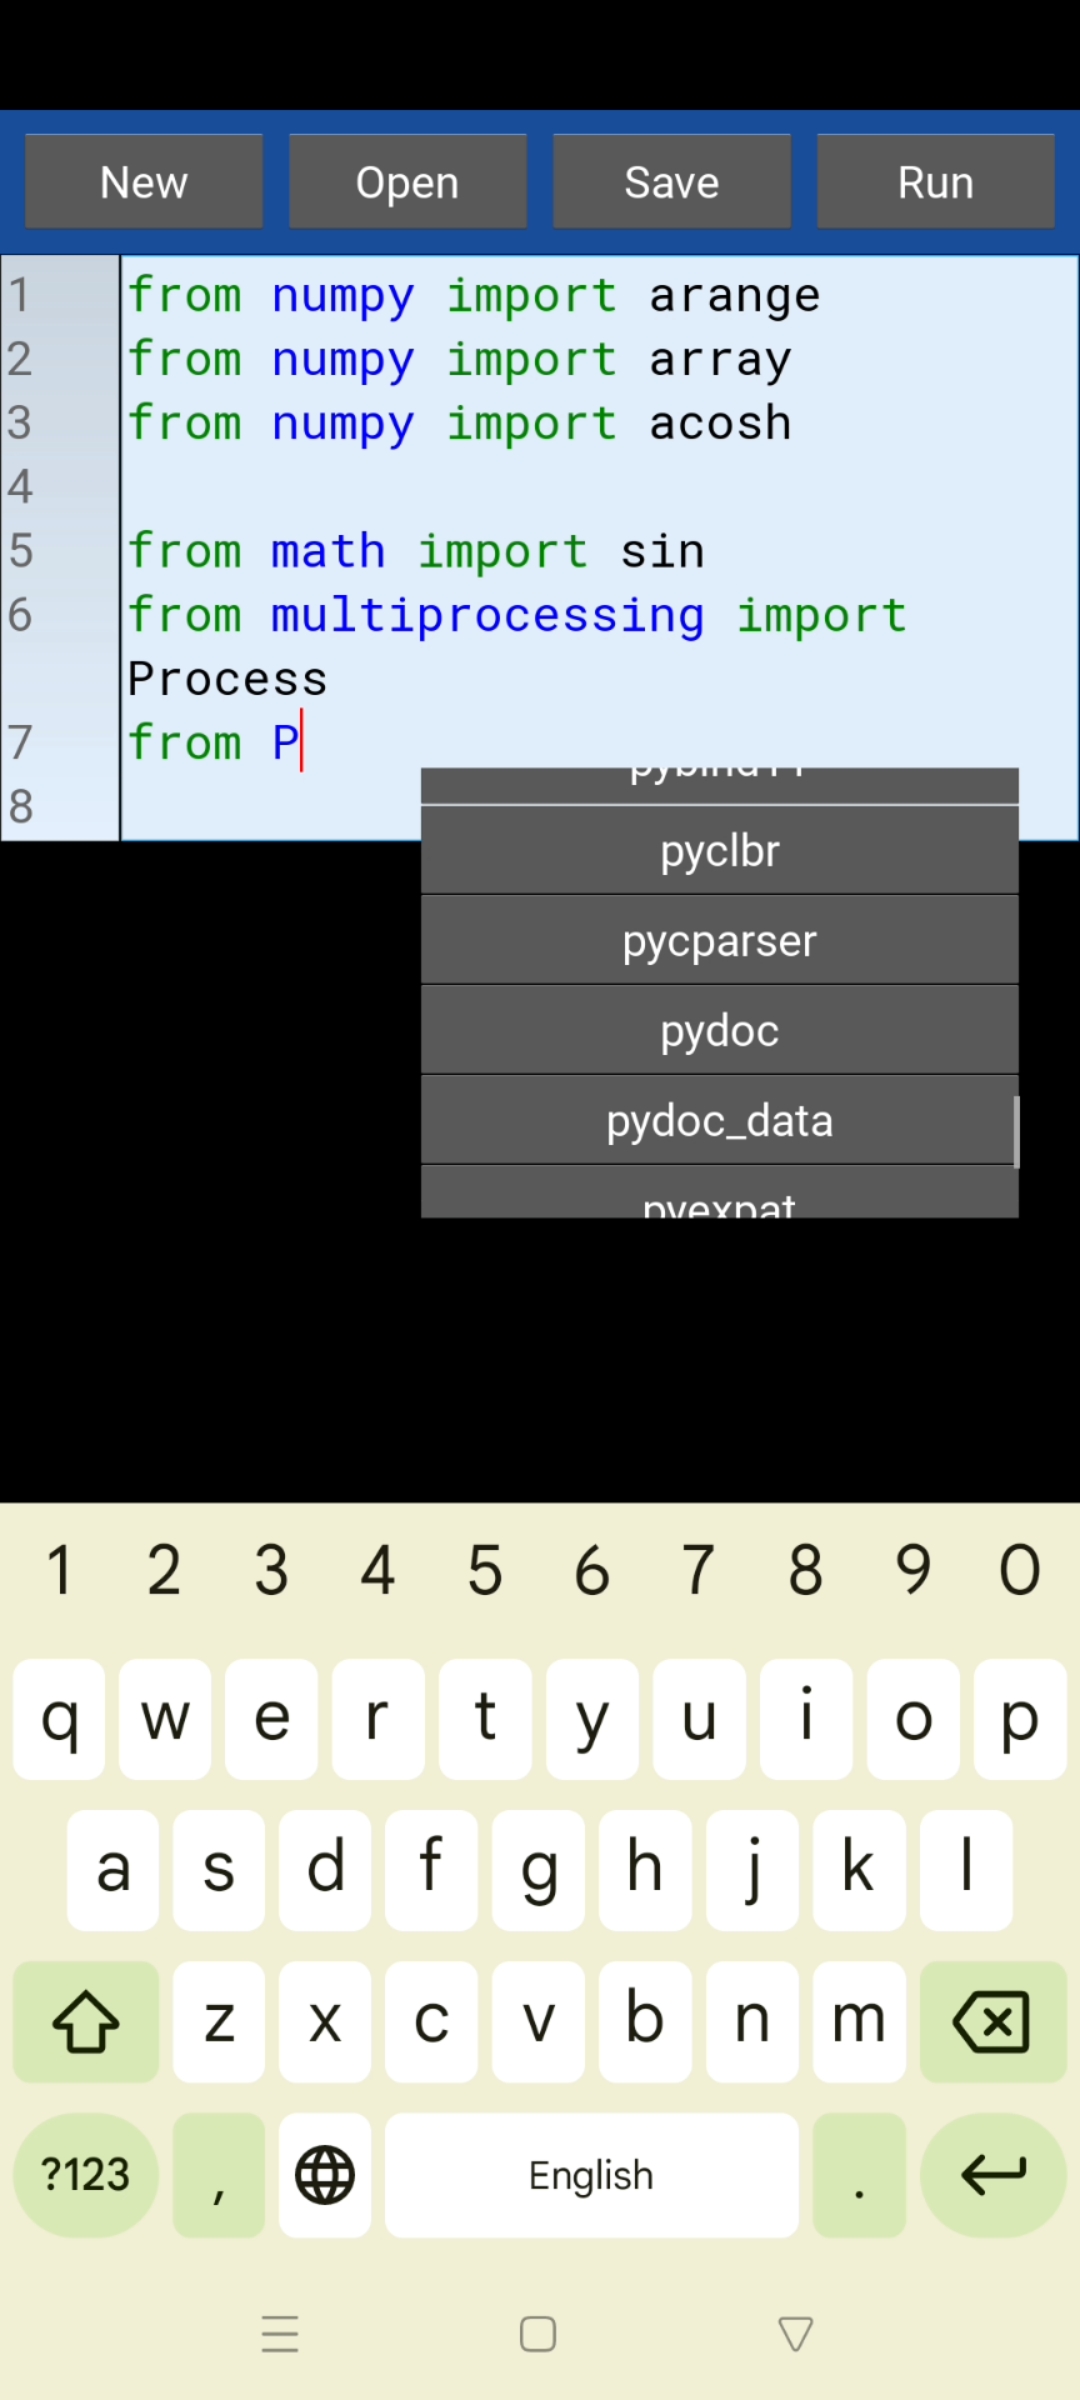 New Open Save Run
1 from numpy import arange
2 from numpy import array
3 from numpy import acosh
4
5 from math import sin
6 from multiprocessing import
Process
7 from P
8
pyclbr
pycparser
pydoc
pydoc_data
pyexpat
1 2 3 4 5 6 7 8 9 0
q w e r t y u i o p
a s d f g h j k l
z x c v b n m
?123 , English .